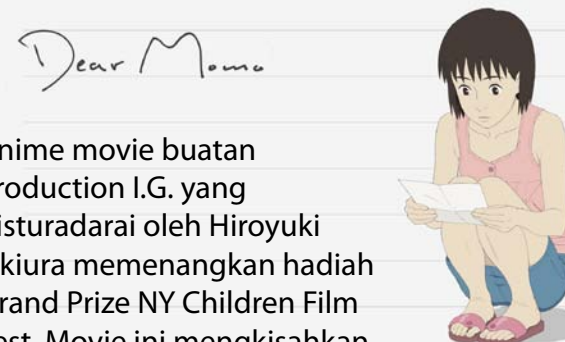 Dear Momo
nime movie buatan
roduction I.G. yang
isturadarai oleh Hiroyuki
kiura memenangkan hadiah
rand Prize NY Children Film
est. Movie ini mengkisahkan